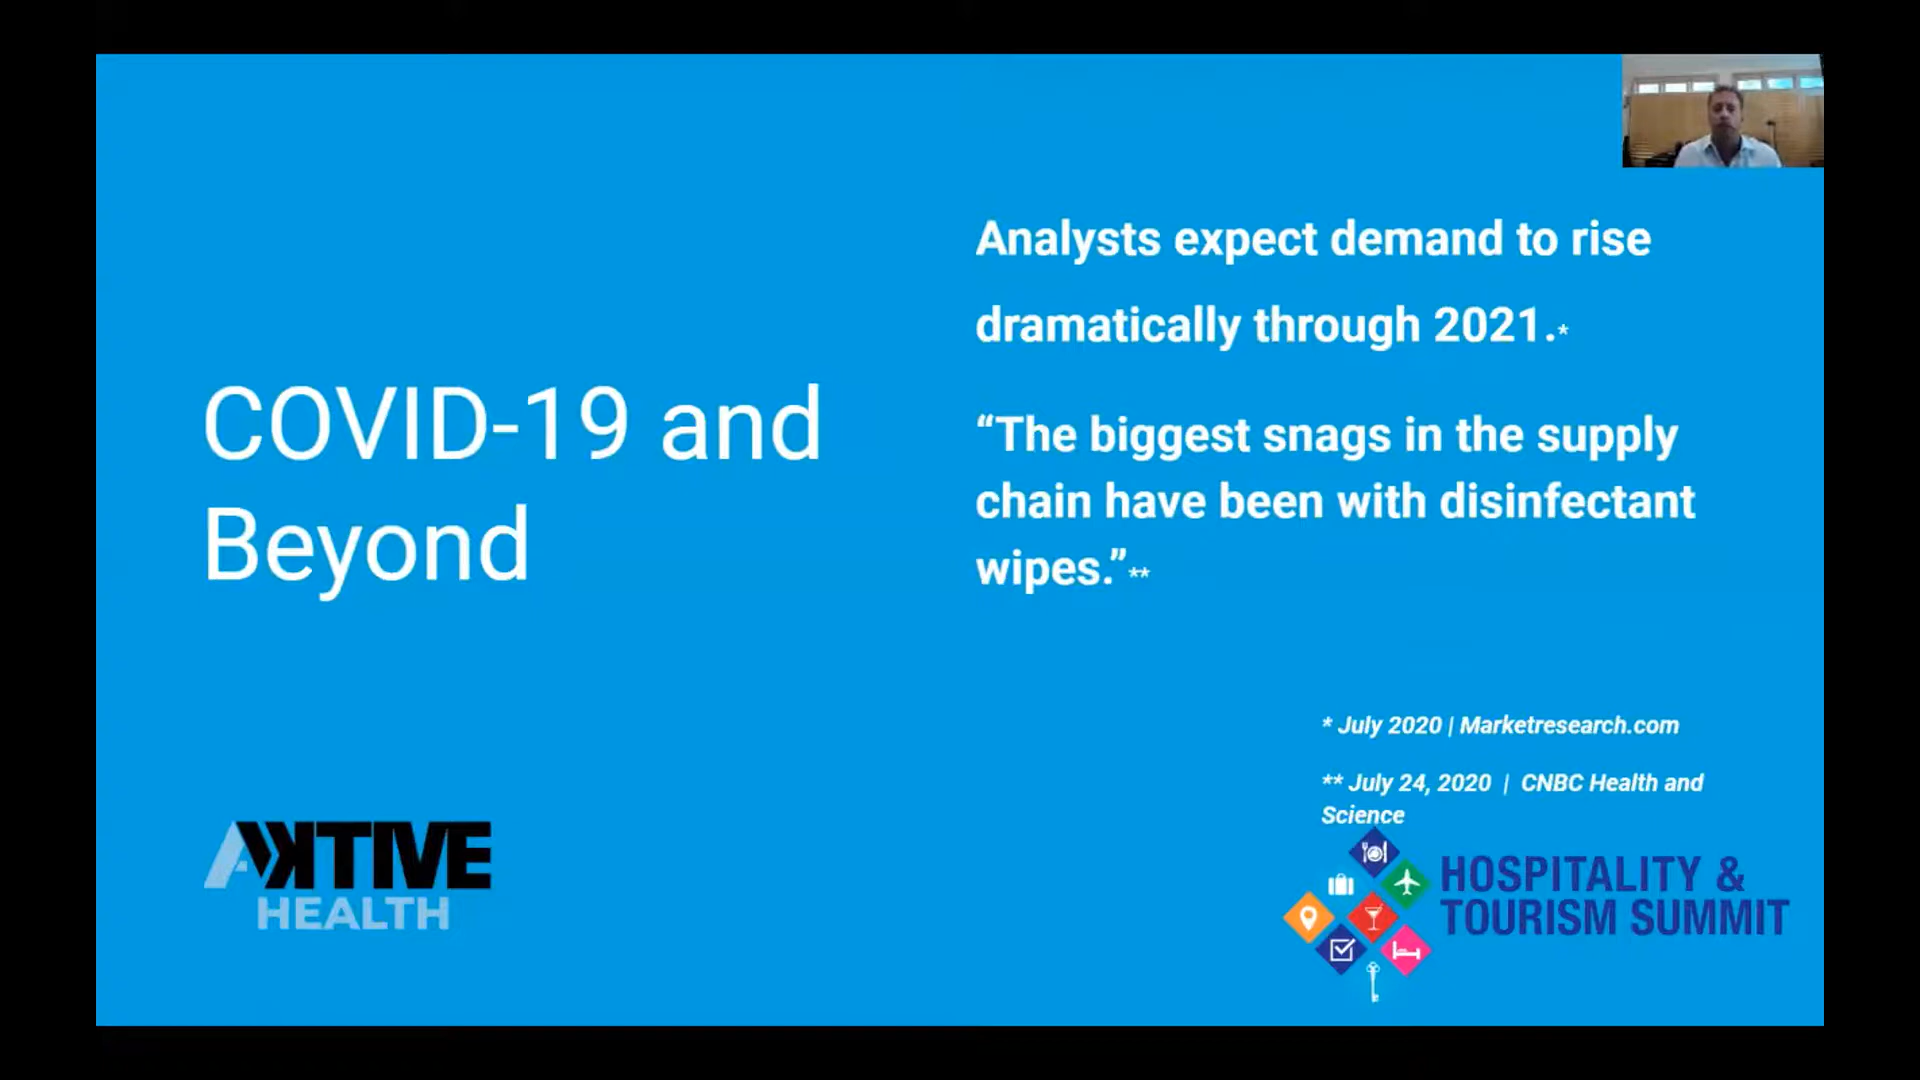 COVID-19 and
Beyond
Analysts expect demand to rise
dramatically through 2021.*
“The biggest snags in the supply
chain have been with disinfectant
wipes.”**
* July 2020 | Marketresearch.com
** July 24, 2020 | CNBC Health and
Science
AKTIVE
HEALTH
HOSPITALITY &
TOURISM SUMMIT